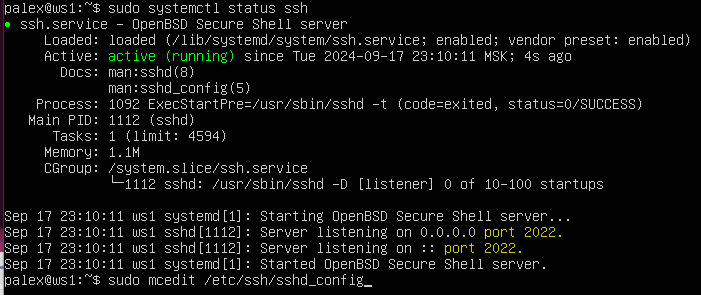 palex@ws1:~$ sudo systemctl status ssh
● ssh.service - OpenBSD Secure Shell server
     Loaded: loaded (/lib/systemd/system/ssh.service; enabled; vendor preset: enabled)
     Active: active (running) since Tue 2024-09-17 23:10:11 MSK; 4s ago
       Docs: man:sshd(8)
             man:sshd_config(5)
    Process: 1092 ExecStartPre=/usr/sbin/sshd -t (code=exited, status=0/SUCCESS)
   Main PID: 1112 (sshd)
      Tasks: 1 (limit: 4594)
     Memory: 1.1M
     CGroup: /system.slice/ssh.service
             └─1112 sshd: /usr/sbin/sshd -D [listener] 0 of 10-100 startups

Sep 17 23:10:11 ws1 systemd[1]: Starting OpenBSD Secure Shell server...
Sep 17 23:10:11 ws1 sshd[1112]: Server listening on 0.0.0.0 port 2022.
Sep 17 23:10:11 ws1 sshd[1112]: Server listening on :: port 2022.
Sep 17 23:10:11 ws1 systemd[1]: Started OpenBSD Secure Shell server.
palex@ws1:~$ sudo mcedit /etc/ssh/sshd_config_